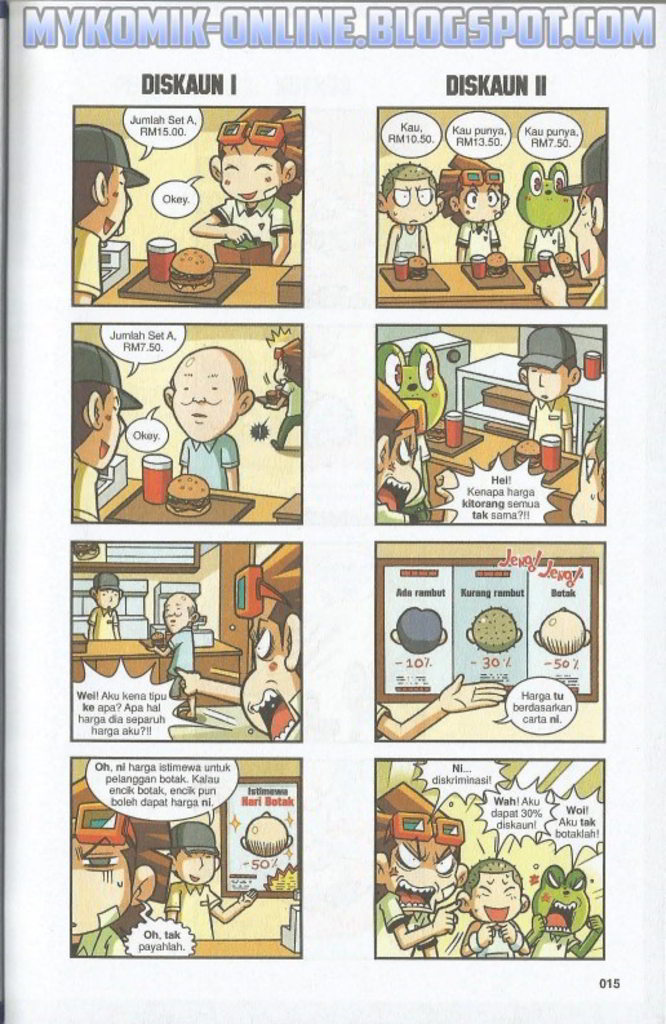 MYKOMIK-ONLINE.BLOGSPOT.COM
DISKAUN I
Jumlah Set A,
RM15.00.
Okey.
Jumlah Set A,
RM7.50.
Okey.
Wei! Aku kena tipu
ke apa? Apa hal
harga dia separuh
harga aku?!!
Oh, ni harga istimewa untuk
pelanggan botak. Kalau
encik botak, encik pun
boleh dapat harga ni.
Istimewa
Hari Botak
-50%
Oh, tak
payahlah.
DISKAUN II
Kau,
RM10.50.
Kau punya,
RM13.50.
Kau punya,
RM7.50.
Hei!
Kenapa harga
kitorang semua
tak sama?!!
Jeng! Jeng!
Ada rambut
-10%
Kurang rambut
-30%
Botak
-50%
Harga tu
berdasarkan
carta ni.
Ni...
diskriminasi!
Wah! Aku
dapat 30%
diskaun!
Woi!
Aku tak
botaklah!
015